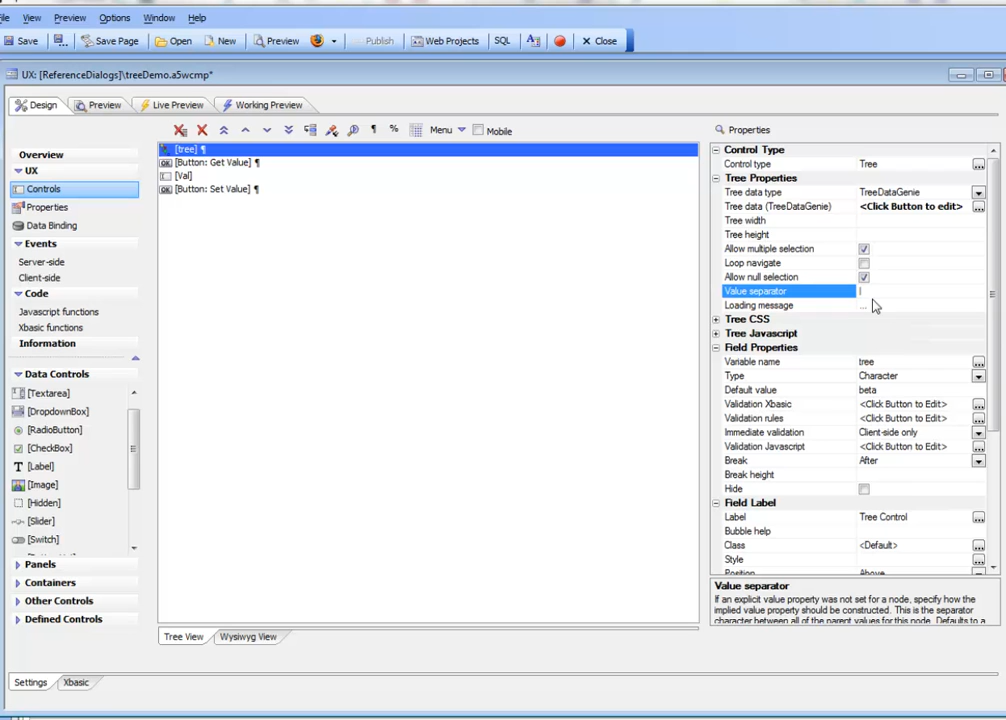 File View Preview Options Window Help
Save Save Page Open New Preview Publish Web Projects SQL Close
UX: [ReferenceDialogs]\treeDemo.a5wcmp*
Design Preview Live Preview Working Preview
Menu Mobile
Overview
UX
Controls
Properties
Data Binding
Events
Server-side
Client-side
Code
Javascript functions
Xbasic functions
Information
Data Controls
[Textarea]
[DropdownBox]
[RadioButton]
[CheckBox]
[Label]
[Image]
[Hidden]
[Slider]
[Switch]
Panels
Containers
Other Controls
Defined Controls
[tree] ¶
[Button: Get Value] ¶
[Val]
[Button: Set Value] ¶
Tree View Wysiwyg View
Settings Xbasic
Properties
Control Type
Control type Tree
Tree Properties
Tree data type TreeDataGenie
Tree data (TreeDataGenie) <Click Button to edit>
Tree width
Tree height
Allow multiple selection
Loop navigate
Allow null selection
Value separator |
Loading message ...
Tree CSS
Tree Javascript
Field Properties
Variable name tree
Type Character
Default value beta
Validation Xbasic <Click Button to Edit>
Validation rules <Click Button to Edit>
Immediate validation Client-side only
Validation Javascript <Click Button to Edit>
Break After
Break height
Hide
Field Label
Label Tree Control
Bubble help
Class <Default>
Style
Position Above
Value separator
If an explicit value property was not set for a node, specify how the
implied value property should be constructed. This is the separator
character between all of the parent values for this node. Defaults to a